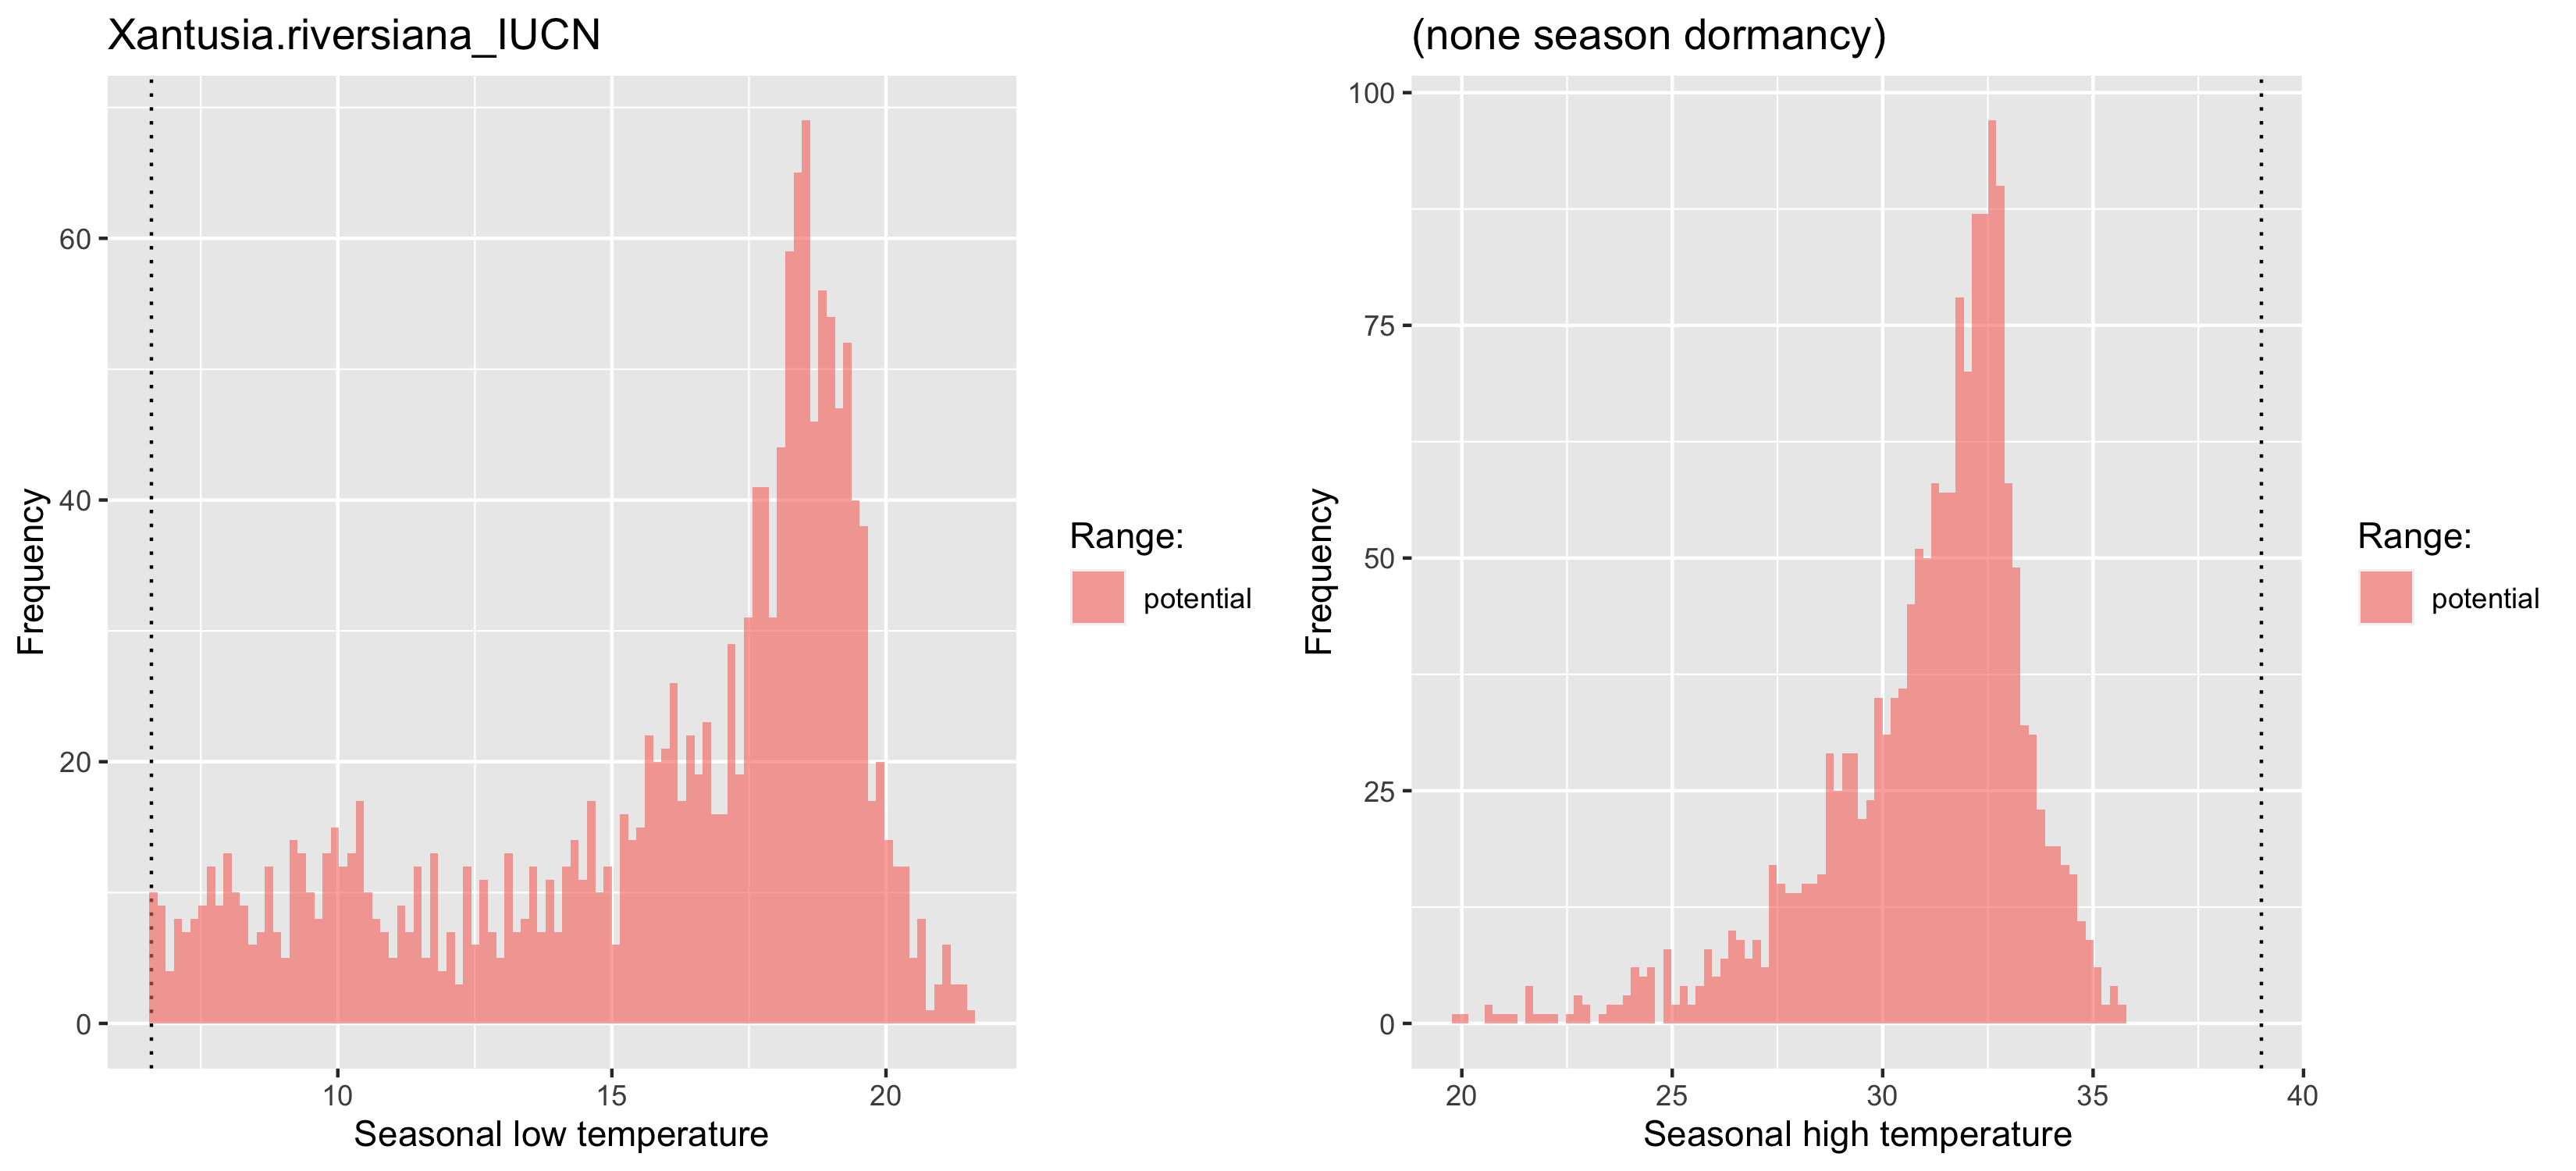 Xantusia.riversiana_IUCN
Frequency
60
40
20
0
10
15
20
Seasonal low temperature
Range:
potential
(none season dormancy)
Frequency
100
75
50
25
0
20
25
30
35
40
Seasonal high temperature
Range:
potential